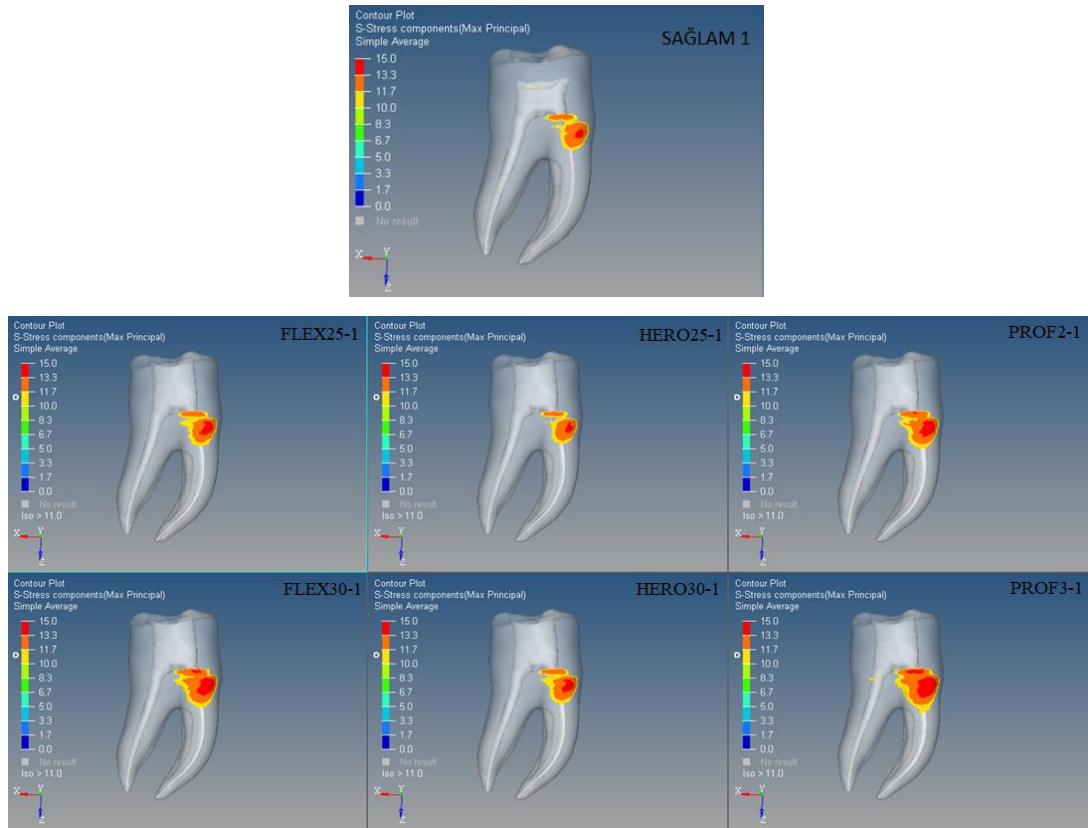 Contour Plot
S-Stress components(Max Principal)
Simple Average
SAĞLAM 1
15.0
13.3
11.7
10.0
8.3
6.7
5.0
3.3
1.7
0.0
No result
X Y
Z
Contour Plot
S-Stress components(Max Principal)
Simple Average
FLEX25-1
15.0
13.3
11.7
10.0
8.3
6.7
5.0
3.3
1.7
0.0
No result
Iso > 11.0
X Y
Z
Contour Plot
S-Stress components(Max Principal)
Simple Average
HERO25-1
15.0
13.3
11.7
10.0
8.3
6.7
5.0
3.3
1.7
0.0
No result
Iso > 11.0
X Y
Z
Contour Plot
S-Stress components(Max Principal)
Simple Average
PROF2-1
15.0
13.3
11.7
10.0
8.3
6.7
5.0
3.3
1.7
0.0
No result
Iso > 11.0
X Y
Z
Contour Plot
S-Stress components(Max Principal)
Simple Average
FLEX30-1
15.0
13.3
11.7
10.0
8.3
6.7
5.0
3.3
1.7
0.0
No result
Iso > 11.0
X Y
Z
Contour Plot
S-Stress components(Max Principal)
Simple Average
HERO30-1
15.0
13.3
11.7
10.0
8.3
6.7
5.0
3.3
1.7
0.0
No result
Iso > 11.0
X Y
Z
Contour Plot
S-Stress components(Max Principal)
Simple Average
PROF3-1
15.0
13.3
11.7
10.0
8.3
6.7
5.0
3.3
1.7
0.0
No result
Iso > 11.0
X Y
Z